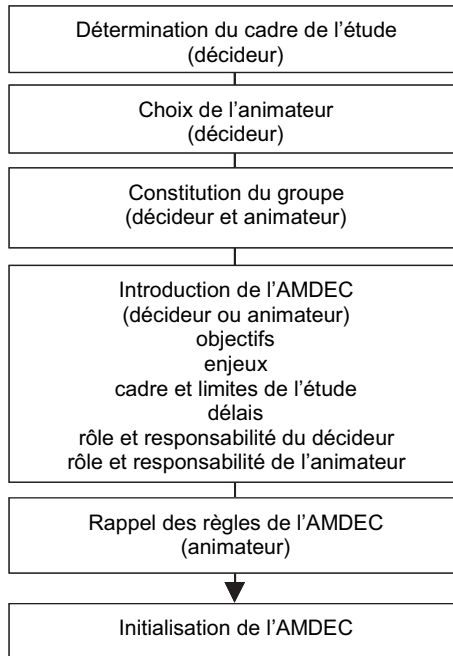 Détermination du cadre de l’étude
(décideur)
Choix de l’animateur
(décideur)
Constitution du groupe
(décideur et animateur)
Introduction de l’AMDEC
(décideur ou animateur)
objectifs
enjeux
cadre et limites de l’étude
délais
rôle et responsabilité du décideur
rôle et responsabilité de l’animateur
Rappel des règles de l’AMDEC
(animateur)
Initialisation de l’AMDEC